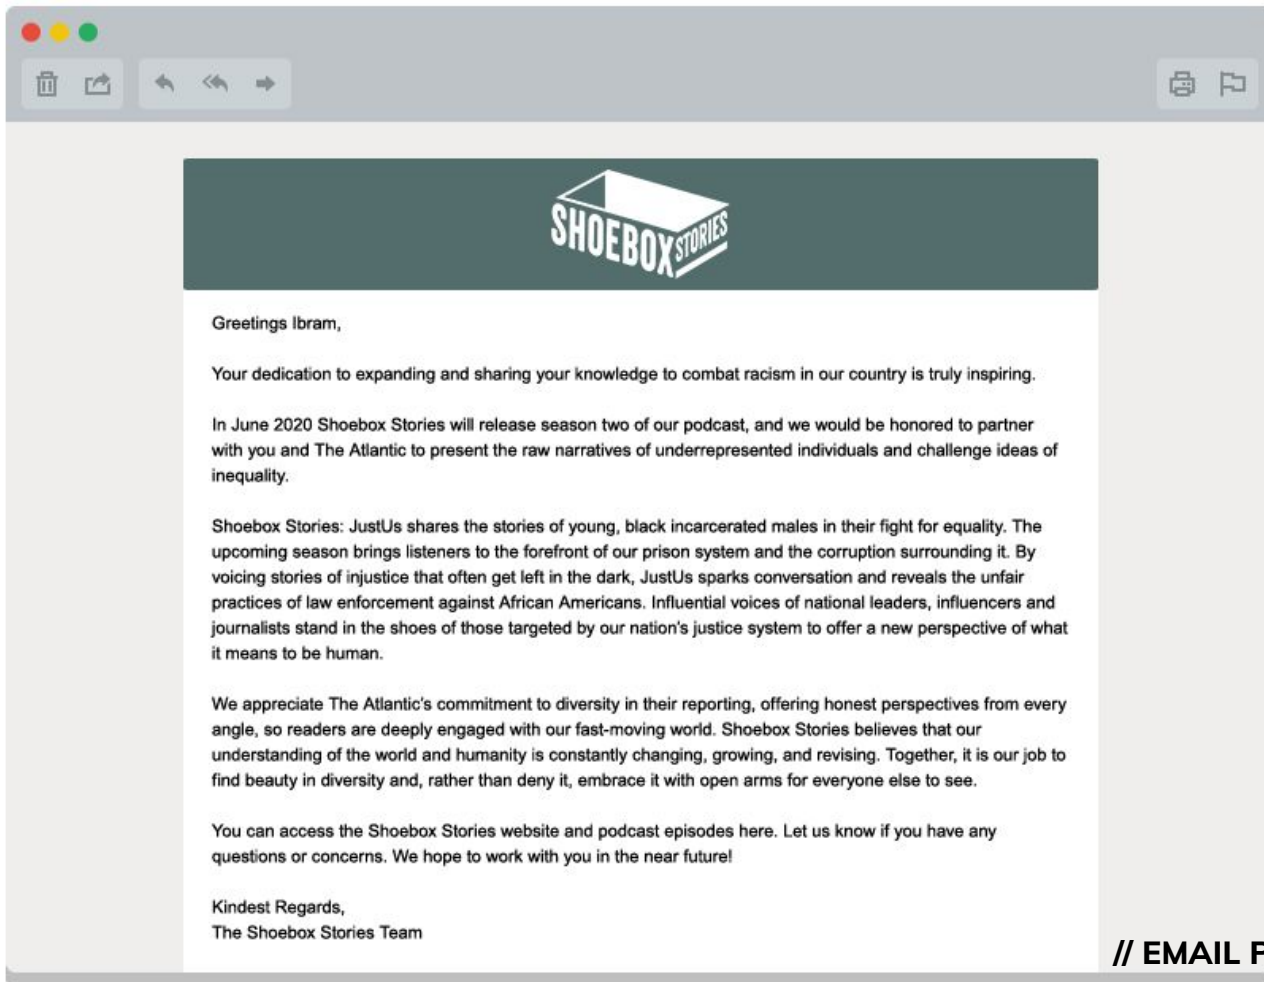 SHOEBOX STORIES
Greetings Ibram,
Your dedication to expanding and sharing your knowledge to combat racism in our country is truly inspiring.
In June 2020 Shoebox Stories will release season two of our podcast, and we would be honored to partner
with you and The Atlantic to present the raw narratives of underrepresented individuals and challenge ideas of
inequality.
Shoebox Stories: JustUs shares the stories of young, black incarcerated males in their fight for equality. The
upcoming season brings listeners to the forefront of our prison system and the corruption surrounding it. By
voicing stories of injustice that often get left in the dark, JustUs sparks conversation and reveals the unfair
practices of law enforcement against African Americans. Influential voices of national leaders, influencers and
journalists stand in the shoes of those targeted by our nation's justice system to offer a new perspective of what
it means to be human.
We appreciate The Atlantic's commitment to diversity in their reporting, offering honest perspectives from every
angle, so readers are deeply engaged with our fast-moving world. Shoebox Stories believes that our
understanding of the world and humanity is constantly changing, growing, and revising. Together, it is our job to
find beauty in diversity and, rather than deny it, embrace it with open arms for everyone else to see.
You can access the Shoebox Stories website and podcast episodes here. Let us know if you have any
questions or concerns. We hope to work with you in the near future!
Kindest Regards,
The Shoebox Stories Team
// EMAIL P